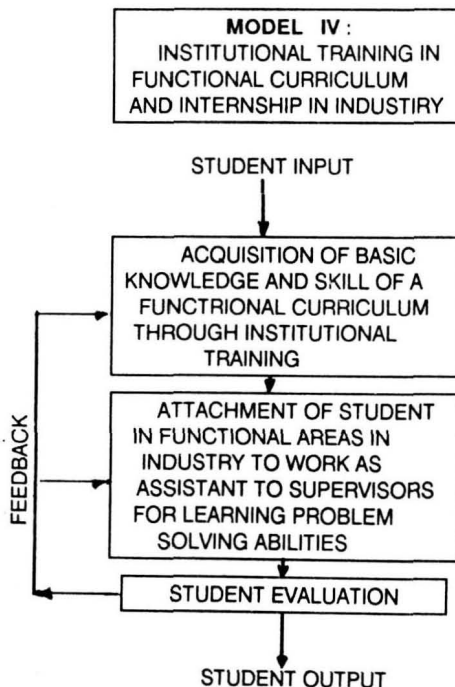 MODEL IV :
INSTITUTIONAL TRAINING IN
FUNCTIONAL CURRICULUM
AND INTERNSHIP IN INDUSTIRY
STUDENT INPUT
ACQUISITION OF BASIC
KNOWLEDGE AND SKILL OF A
FUNCTRIONAL CURRICULUM
THROUGH INSTITUTIONAL
TRAINING
ATTACHMENT OF STUDENT
IN FUNCTIONAL AREAS IN
INDUSTRY TO WORK AS
ASSISTANT TO SUPERVISORS
FOR LEARNING PROBLEM
SOLVING ABILITIES
FEEDBACK
STUDENT EVALUATION
STUDENT OUTPUT